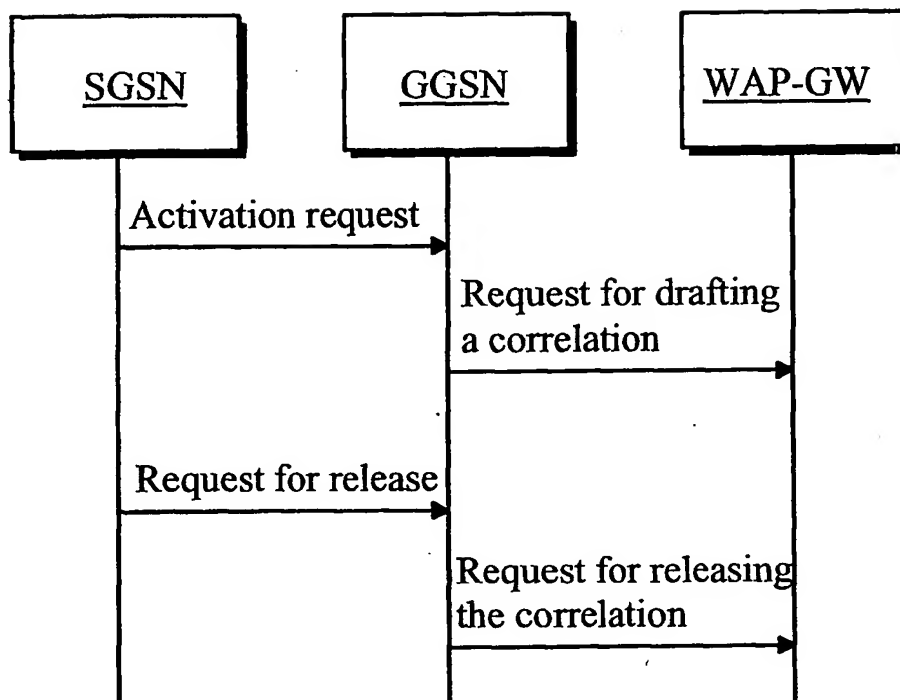 SGSN
GGSN
WAP-GW
Activation request
Request for drafting
a correlation
Request for release
Request for releasing
the correlation